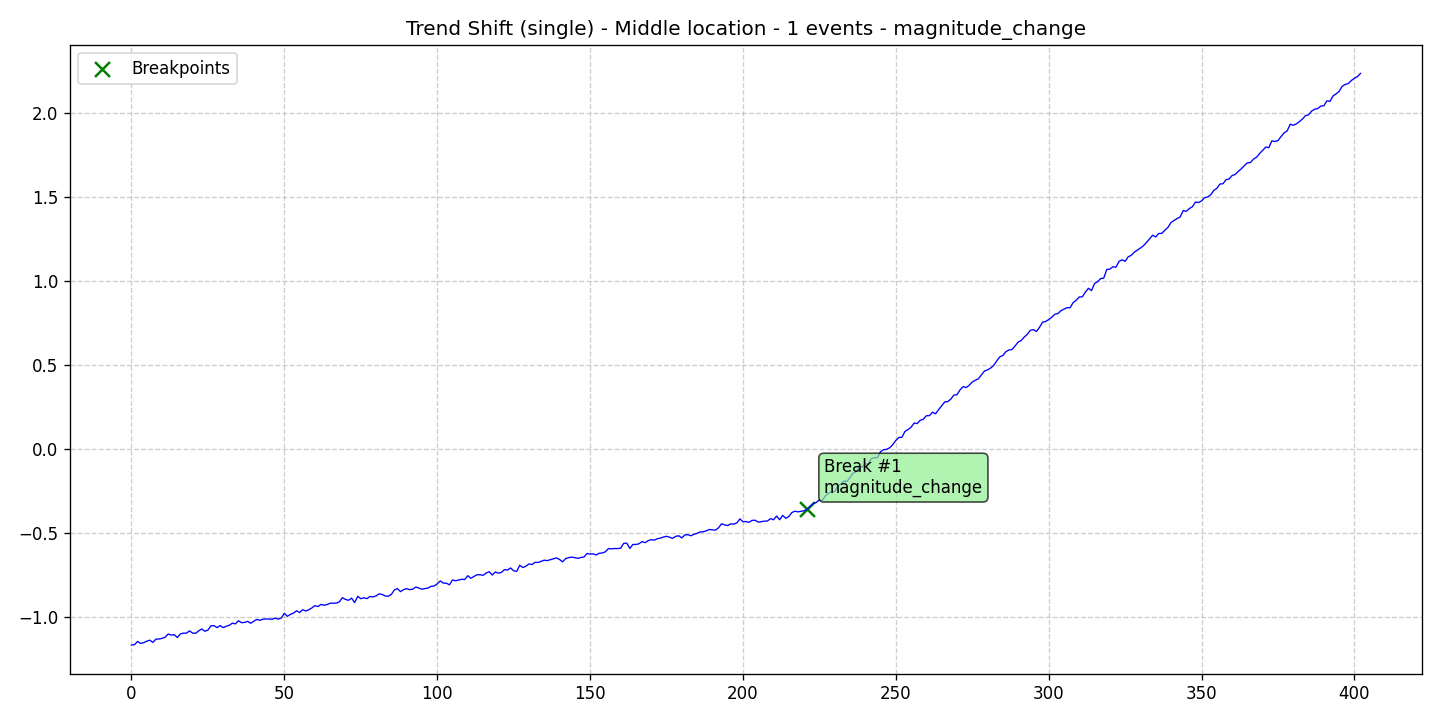 Trend Shift (single) - Middle location - 1 events - magnitude_change
Breakpoints
2.0
1.5
1.0
0.5
0.0
−0.5
−1.0
Break #1
magnitude_change
0 50 100 150 200 250 300 350 400